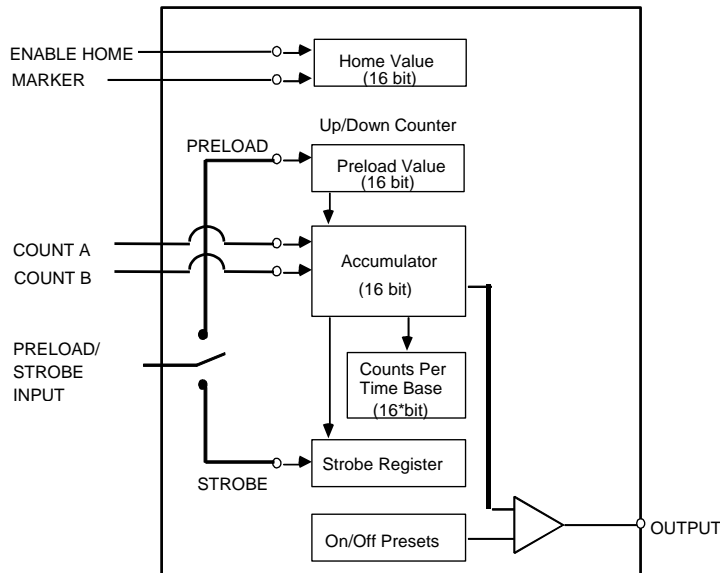 ENABLE HOME
MARKER
Home Value
(16 bit)
Up/Down Counter
PRELOAD
Preload Value
(16 bit)
COUNT A
COUNT B
Accumulator
(16 bit)
PRELOAD/
STROBE
INPUT
Counts Per
Time Base
(16*bit)
STROBE
Strobe Register
On/Off Presets
OUTPUT